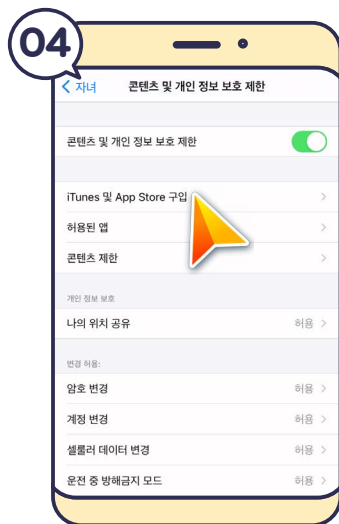 04
자녀 콘텐츠 및 개인 정보 보호 제한
콘텐츠 및 개인 정보 보호 제한
iTunes 및 App Store 구입
허용된 앱
콘텐츠 제한
개인 정보 보호
나의 위치 공유 허용
변경 허용:
암호 변경 허용
계정 변경 허용
셀룰러 데이터 변경 허용
운전 중 방해금지 모드 허용